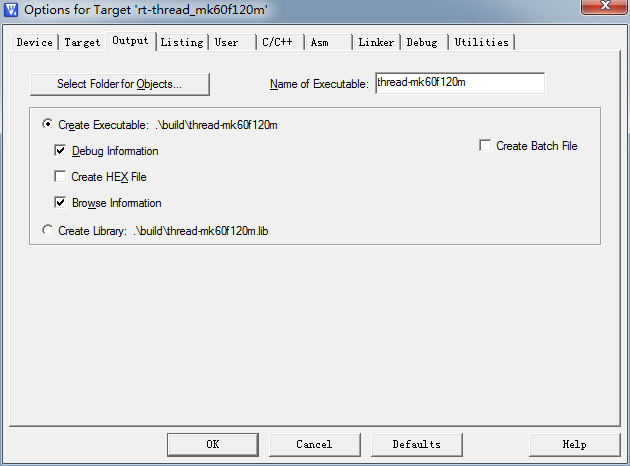 Options for Target 'rt-thread_mk60f120m'
Device Target Output Listing User C/C++ Asm Linker Debug Utilities
Select Folder for Objects... Name of Executable: thread-mk60f120m
Create Executable: .\build\thread-mk60f120m
Debug Information Create Batch File
Create HEX File
Browse Information
Create Library: .\build\thread-mk60f120m.lib
OK Cancel Defaults Help